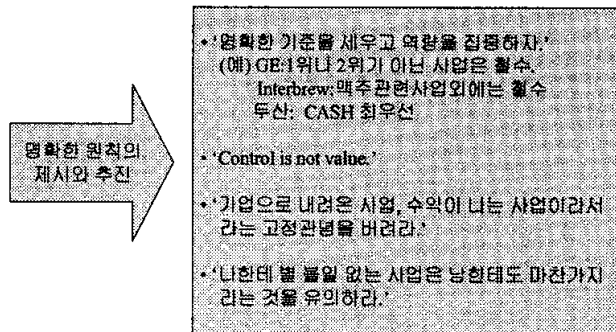 명확한 원칙의
제시와 추진
• ‘명확한 기준을 세우고 역량을 집중하자.’
(예) GE:1위나 2위가 아닌 사업은 철수.
Interbrew:맥주관련사업외에는 철수
두산: CASH 최우선
• ‘Control is not value.’
• ‘가업으로 내려온 사업, 수익이 나는 사업이라서
라는 고정관념을 버려라.’
• ‘나한테 별 볼일 없는 사업은 남한테도 마찬가지
라는 것을 유의하라.’